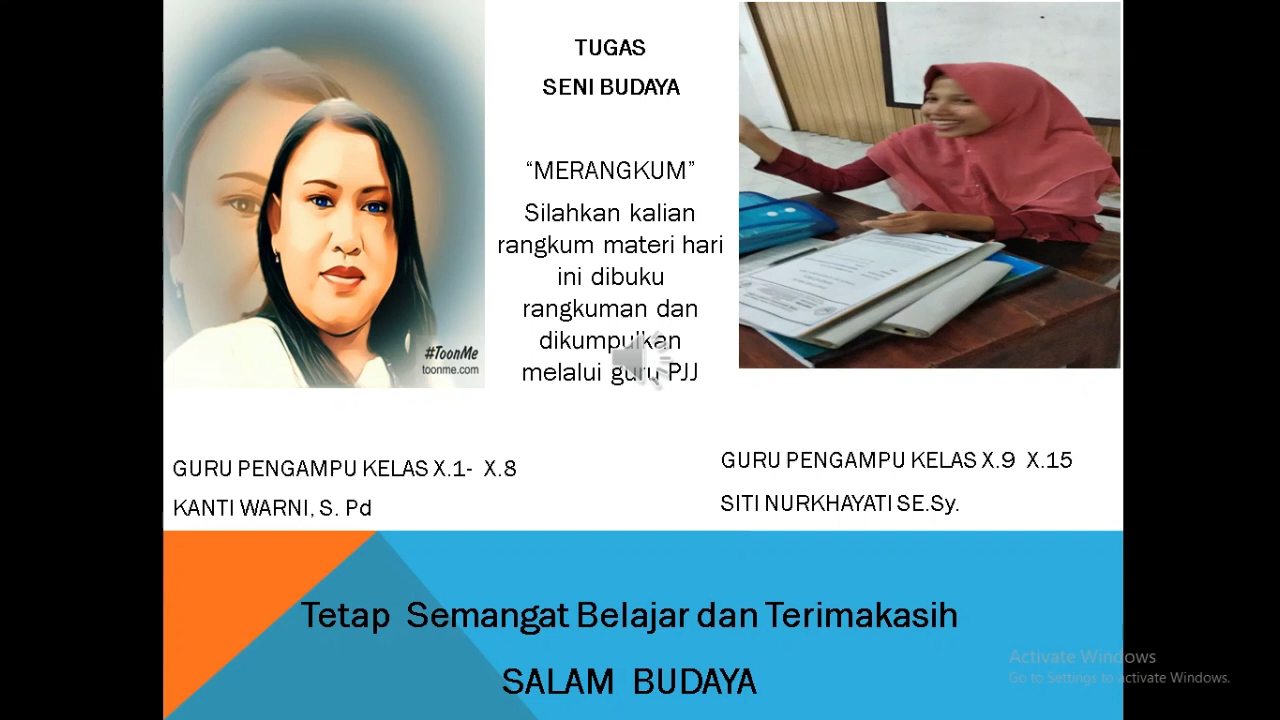 TUGAS
SENI BUDAYA
“MERANGKUM”
Silahkan kalian
rangkum materi hari
ini dibuku
rangkuman dan
dikumpulkan
melalui guru PJJ
#ToonMe
toonme.com
GURU PENGAMPU KELAS X.1- X.8
KANTI WARNI, S. Pd
GURU PENGAMPU KELAS X.9 X.15
SITI NURKHAYATI SE.Sy.
Tetap Semangat Belajar dan Terimakasih
SALAM BUDAYA
Activate Windows
Go to Settings to activate Windows.